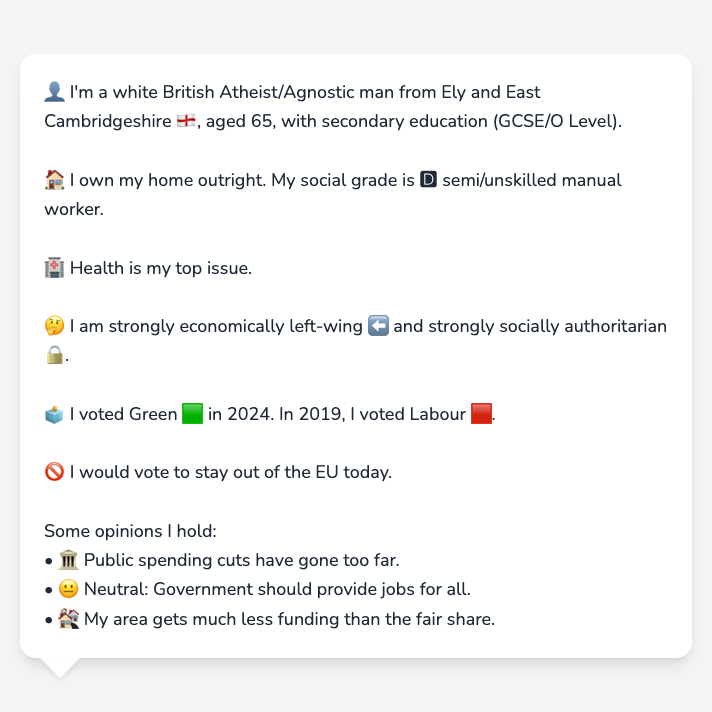 👤 I'm a white British Atheist/Agnostic man from Ely and East
Cambridgeshire 🏴󠁧󠁢󠁥󠁮󠁧󠁿, aged 65, with secondary education (GCSE/O Level).
🏠 I own my home outright. My social grade is 🅳 semi/unskilled manual
worker.
🏥 Health is my top issue.
🤔 I am strongly economically left-wing ⬅️ and strongly socially authoritarian
🔒.
🗳️ I voted Green 🟩 in 2024. In 2019, I voted Labour 🟥.
🚫 I would vote to stay out of the EU today.
Some opinions I hold:
• 🏛️ Public spending cuts have gone too far.
• 😐 Neutral: Government should provide jobs for all.
• 🏘️ My area gets much less funding than the fair share.